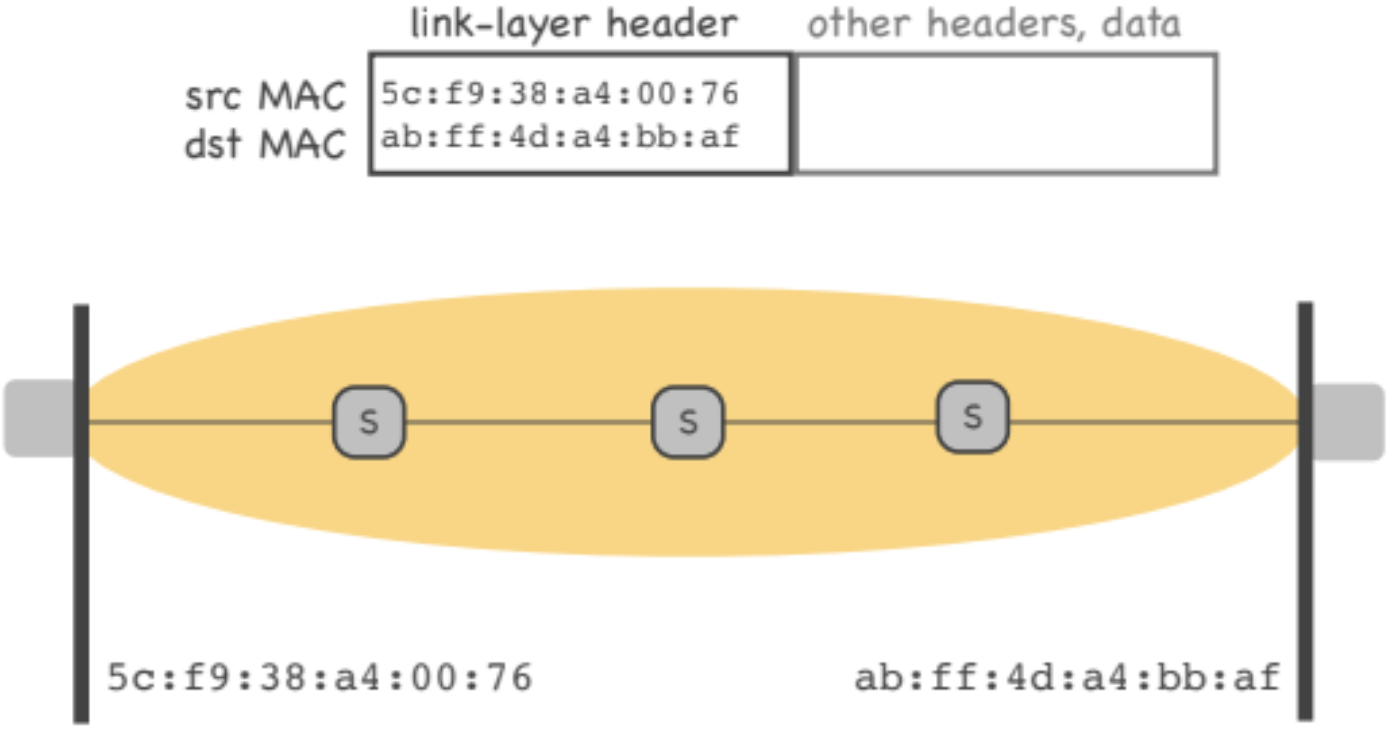 link-layer header
other headers, data
src MAC
5c:f9:38:a4:00:76
dst MAC
ab:ff:4d:a4:bb:af
S
S
S
5c:f9:38:a4:00:76
ab:ff:4d:a4:bb:af